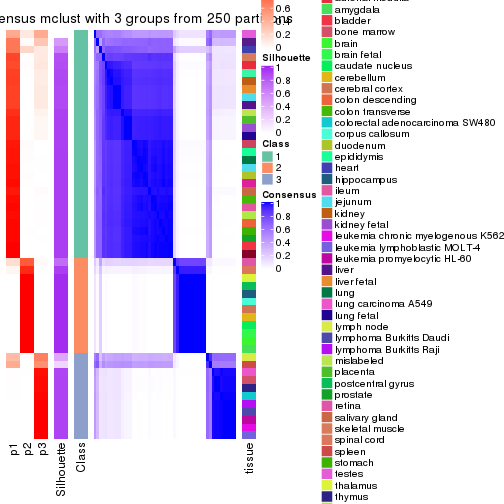 ensus mclust with 3 groups from 250 part
0.6
0.4
0.2
0
Silhouette
1
0.8
0.6
0.4
0.2
0
Class
1
2
3
Consensus
1
0.8
0.6
0.4
0.2
0
p1
p2
p3
Silhouette
Class
tissue
amygdala
bladder
bone marrow
brain
brain fetal
caudate nucleus
cerebellum
cerebral cortex
colon descending
colon transverse
colorectal adenocarcinoma SW480
corpus callosum
duodenum
epididymis
heart
hippocampus
ileum
jejunum
kidney
kidney fetal
leukemia chronic myelogenous K562
leukemia lymphoblastic MOLT-4
leukemia promyelocytic HL-60
liver
liver fetal
lung
lung carcinoma A549
lung fetal
lymph node
lymphoma Burkitts Daudi
lymphoma Burkitts Raji
mislabeled
placenta
postcentral gyrus
prostate
retina
salivary gland
skeletal muscle
spinal cord
spleen
stomach
testes
thalamus
thymus